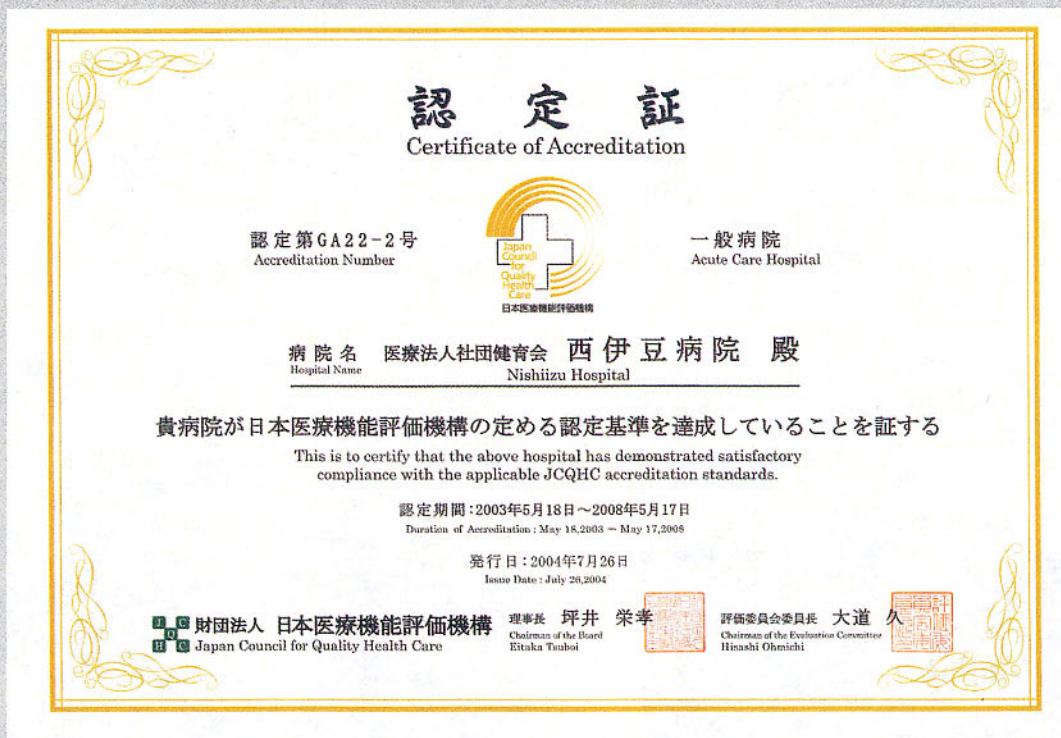 認定証
Certificate of Accreditation
認定第GA22-2号
Accreditation Number
Japan
Council
for
Quality
Health
Care
日本医療機能評価機構
一般病院
Acute Care Hospital
病院名 医療法人社団健育会 西伊豆病院 殿
Hospital Name Nishiizu Hospital
貴病院が日本医療機能評価機構の定める認定基準を達成していることを証する
This is to certify that the above hospital has demonstrated satisfactory
compliance with the applicable JCQHC accreditation standards.
認定期間:2003年5月18日~2008年5月17日
Duration of Accreditation : May 18,2003 － May 17,2008
発行日:2004年7月26日
Issue Date : July 26,2004
J C
Q
H C
財団法人 日本医療機能評価機構
Japan Council for Quality Health Care
理事長 坪井 栄孝
Chairman of the Board
Eitaka Tsuboi
評価委員会委員長 大道 久
Chairman of the Evaluation Committee
Hisashi Ohmichi